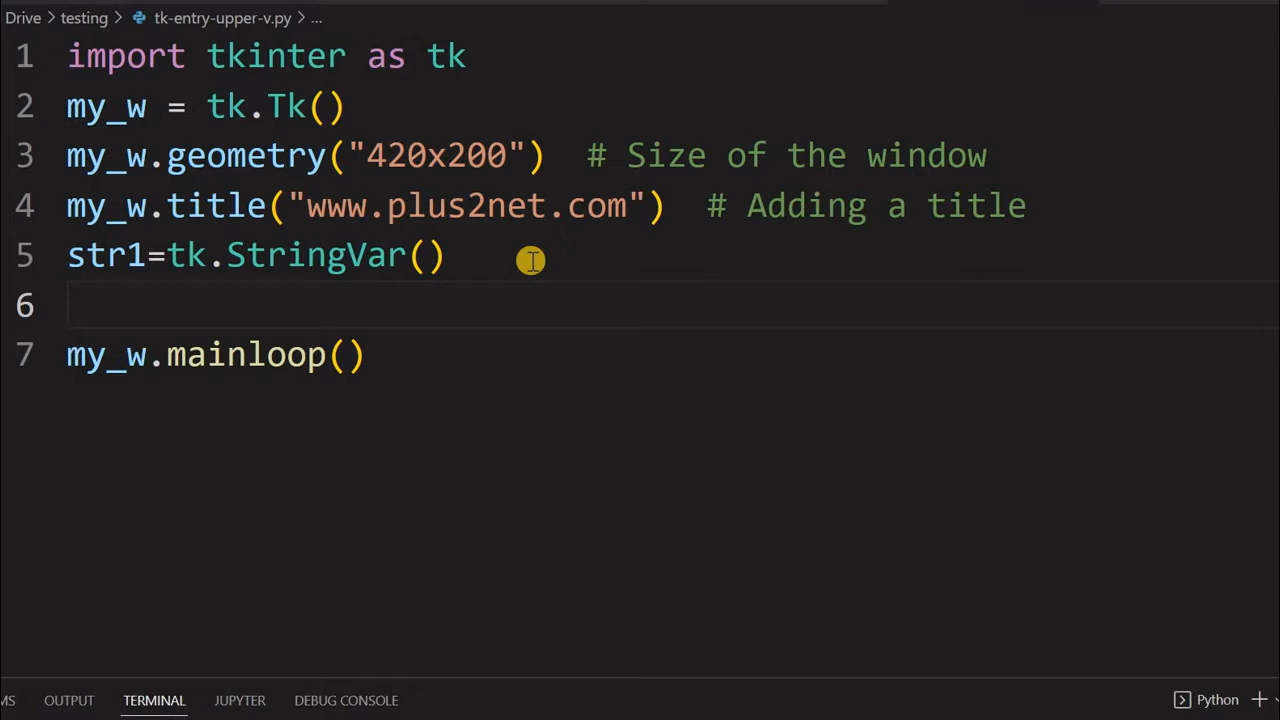 Drive > testing > tk-entry-upper-v.py > ...
1 import tkinter as tk
2 my_w = tk.Tk()
3 my_w.geometry("420x200")  # Size of the window
4 my_w.title("www.plus2net.com")  # Adding a title
5 str1=tk.StringVar()
6
7 my_w.mainloop()
MS OUTPUT TERMINAL JUPYTER DEBUG CONSOLE Python